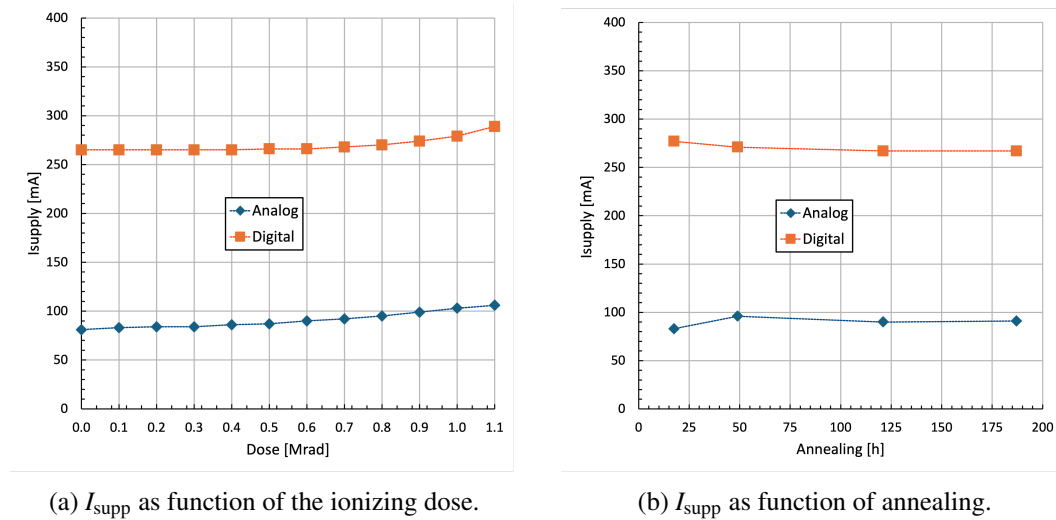 400
350
300
250
200
150
100
50
0
Isupply [mA]
Analog
Digital
0.0 0.1 0.2 0.3 0.4 0.5 0.6 0.7 0.8 0.9 1.0 1.1
Dose [Mrad]
(a) I_supp as function of the ionizing dose.
400
350
300
250
200
150
100
50
0
Isupply [mA]
Analog
Digital
0 25 50 75 100 125 150 175 200
Annealing [h]
(b) I_supp as function of annealing.